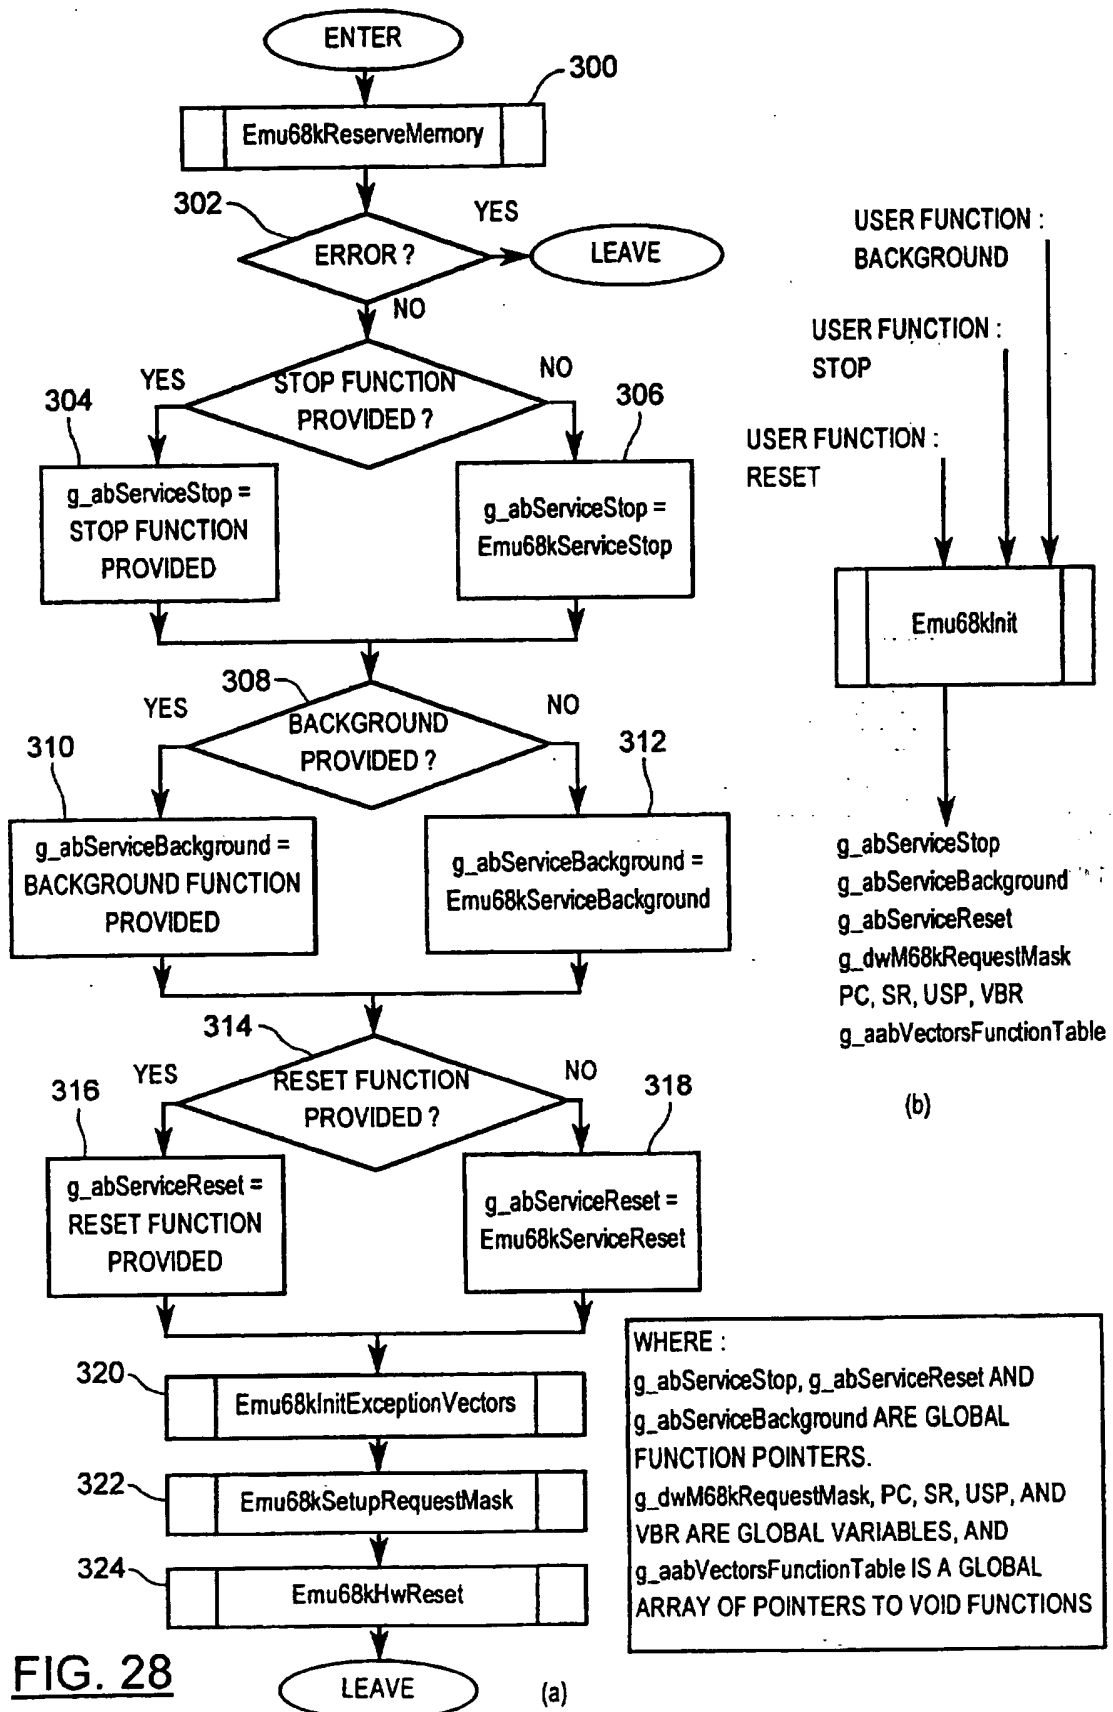 ENTER
300
Emu68kReserveMemory
302
YES
ERROR ?
LEAVE
NO
STOP FUNCTION
PROVIDED ?
YES
NO
304
306
g_abServiceStop =
STOP FUNCTION
PROVIDED
g_abServiceStop =
Emu68kServiceStop
308
YES
NO
BACKGROUND
PROVIDED ?
310
312
g_abServiceBackground =
BACKGROUND FUNCTION
PROVIDED
g_abServiceBackground =
Emu68kServiceBackground
314
YES
NO
RESET FUNCTION
PROVIDED ?
316
318
g_abServiceReset =
RESET FUNCTION
PROVIDED
g_abServiceReset =
Emu68kServiceReset
320
Emu68kInitExceptionVectors
322
Emu68kSetupRequestMask
324
Emu68kHwReset
LEAVE
(a)
USER FUNCTION :
BACKGROUND
USER FUNCTION :
STOP
USER FUNCTION :
RESET
Emu68kInit
g_abServiceStop
g_abServiceBackground
g_abServiceReset
g_dwM68kRequestMask
PC, SR, USP, VBR
g_aabVectorsFunctionTable
(b)
WHERE :
g_abServiceStop, g_abServiceReset AND
g_abServiceBackground ARE GLOBAL
FUNCTION POINTERS.
g_dwM68kRequestMask, PC, SR, USP, AND
VBR ARE GLOBAL VARIABLES, AND
g_aabVectorsFunctionTable IS A GLOBAL
ARRAY OF POINTERS TO VOID FUNCTIONS
FIG. 28